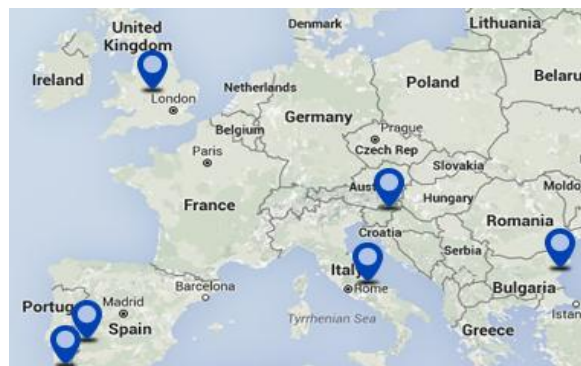 United
Kingdom
Denmark
Lithuania
Ireland
Netherlands
Poland
Belaru
London
Germany
Belgium
Prague
Czech Rep
Paris
Slovakia
Aust
Moldo
France
Hungary
Romania
Croatia
Serbia
Italy
Barcelona
Rome
Bulgaria
Portug
Madrid
Spain
Istan
Tyrrhenian Sea
Greece